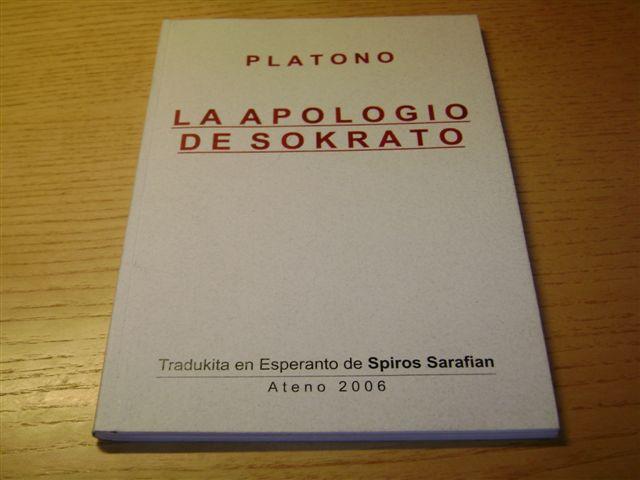 PLATONO
LA APOLOGIO
DE SOKRATO
Tradukita en Esperanto de Spiros Sarafian
Ateno 2006